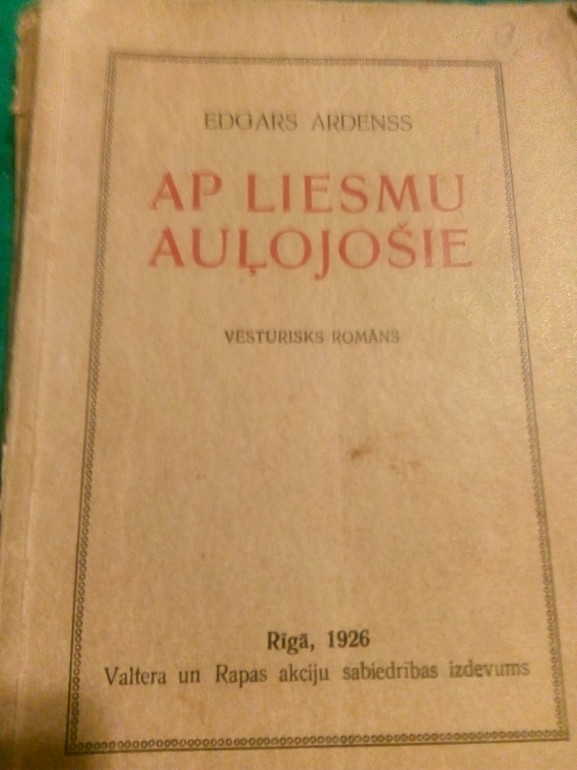 EDGARS ARDENSS
AP LIESMU
AUĻOJOŠIE
VĒSTURISKS ROMĀNS
Rīgā, 1926
Valtera un Rapas akciju sabiedrības izdevums